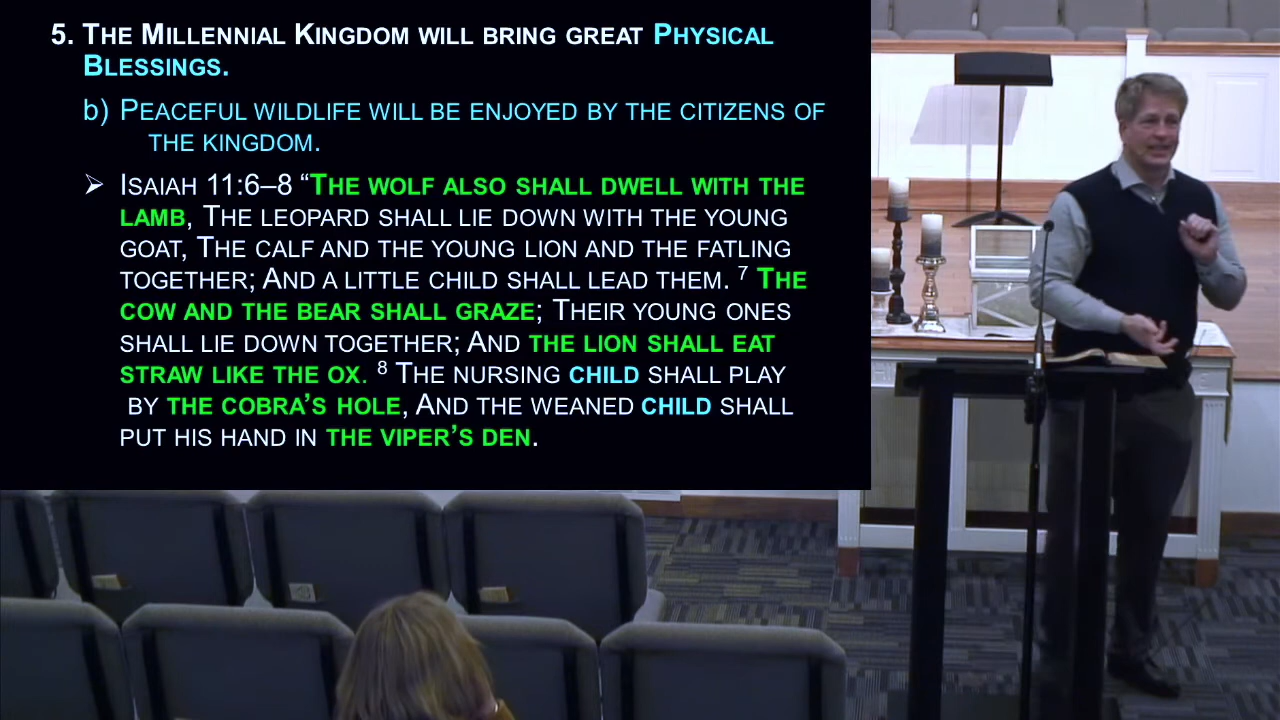 5. THE MILLENNIAL KINGDOM WILL BRING GREAT PHYSICAL
BLESSINGS.
b) PEACEFUL WILDLIFE WILL BE ENJOYED BY THE CITIZENS OF
THE KINGDOM.
➢ ISAIAH 11:6–8 “THE WOLF ALSO SHALL DWELL WITH THE
LAMB, THE LEOPARD SHALL LIE DOWN WITH THE YOUNG
GOAT, THE CALF AND THE YOUNG LION AND THE FATLING
TOGETHER; AND A LITTLE CHILD SHALL LEAD THEM. 7 THE
COW AND THE BEAR SHALL GRAZE; THEIR YOUNG ONES
SHALL LIE DOWN TOGETHER; AND THE LION SHALL EAT
STRAW LIKE THE OX. 8 THE NURSING CHILD SHALL PLAY
BY THE COBRA’S HOLE, AND THE WEANED CHILD SHALL
PUT HIS HAND IN THE VIPER’S DEN.